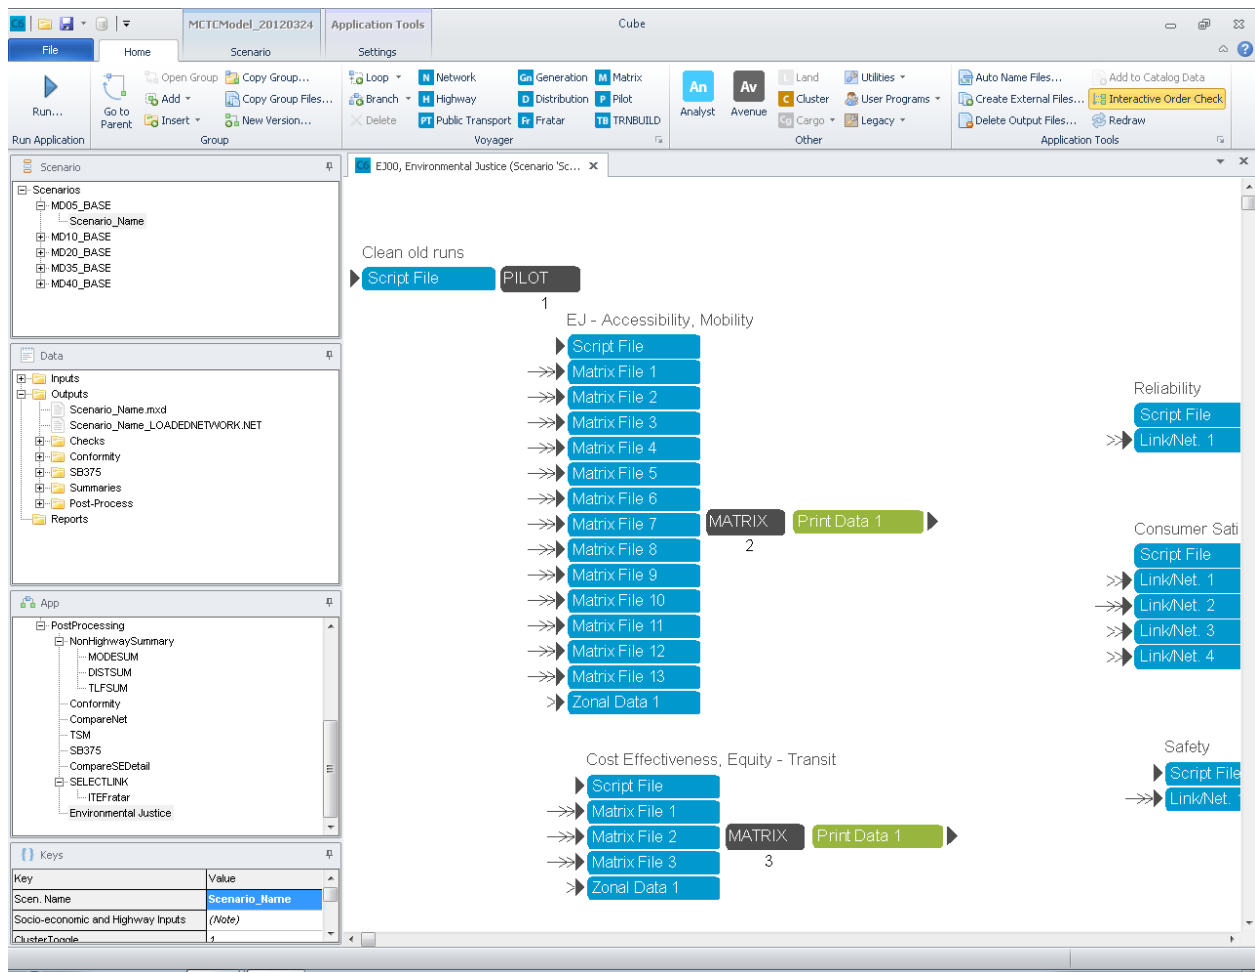 C6 MCTCModel_20120324 Application Tools Cube
File Home Scenario Settings
Run...
Run Application
Go to Parent
Open Group
Add
Insert
Copy Group...
Copy Group Files...
New Version...
Group
Loop
Branch
Delete
N Network
H Highway
PT Public Transport
Gn Generation
D Distribution
Fr Fratar
M Matrix
P Pilot
TB TRNBUILD
Voyager
An
Analyst
Av
Avenue
L Land
C Cluster
Cg Cargo
Utilities
User Programs
Legacy
Other
Auto Name Files...
Create External Files...
Delete Output Files...
Add to Catalog Data
Interactive Order Check
Redraw
Application Tools
Scenario
Scenarios
MD05_BASE
Scenario_Name
MD10_BASE
MD20_BASE
MD35_BASE
MD40_BASE
Data
Inputs
Outputs
Scenario_Name.mxd
Scenario_Name_LOADEDNETWORK.NET
Checks
Conformity
SB375
Summaries
Post-Process
Reports
App
PostProcessing
NonHighwaySummary
MODESUM
DISTSUM
TLFSUM
Conformity
CompareNet
TSM
SB375
CompareSEDetail
SELECTLINK
ITEFratar
Environmental Justice
Keys
Key Value
Scen. Name Scenario_Name
Socio-economic and Highway Inputs (Note)
ClusterToggle 1
C6 EJ00, Environmental Justice (Scenario 'Sc...
Clean old runs
Script File PILOT
1
EJ - Accessibility, Mobility
Script File
Matrix File 1
Matrix File 2
Matrix File 3
Matrix File 4
Matrix File 5
Matrix File 6
Matrix File 7
Matrix File 8
Matrix File 9
Matrix File 10
Matrix File 11
Matrix File 12
Matrix File 13
Zonal Data 1
MATRIX Print Data 1
2
Cost Effectiveness, Equity - Transit
Script File
Matrix File 1
Matrix File 2
Matrix File 3
Zonal Data 1
MATRIX Print Data 1
3
Reliability
Script File
Link/Net. 1
Consumer Sati
Script File
Link/Net. 1
Link/Net. 2
Link/Net. 3
Link/Net. 4
Safety
Script File
Link/Net. 1